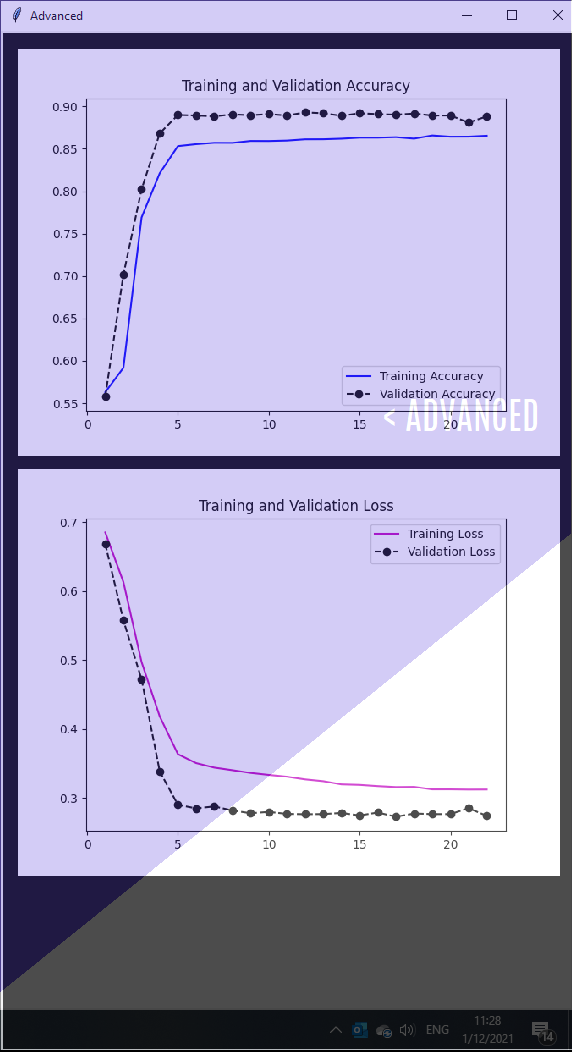 Advanced
Training and Validation Accuracy
0.90
0.85
0.80
0.75
0.70
0.65
0.60
0.55
Training Accuracy
Validation Accuracy
0 5 10 15 20
< ADVANCED
Training and Validation Loss
0.7
0.6
0.5
0.4
0.3
Training Loss
Validation Loss
0 5 10 15 20
ENG
11:28
1/12/2021
14